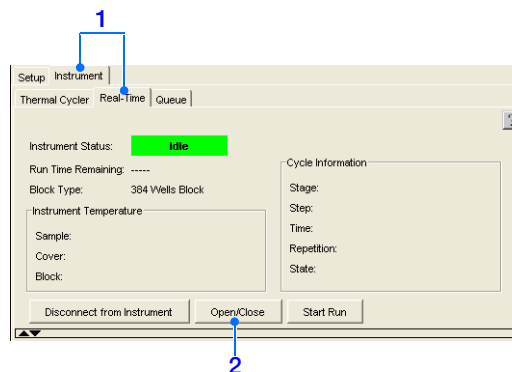 1
Setup Instrument
Thermal Cycler Real-Time Queue
Instrument Status: Idle
Run Time Remaining: -----
Block Type: 384 Wells Block
Instrument Temperature
Sample:
Cover:
Block:
Cycle Information
Stage:
Step:
Time:
Repetition:
State:
Disconnect from Instrument Open/Close Start Run
2